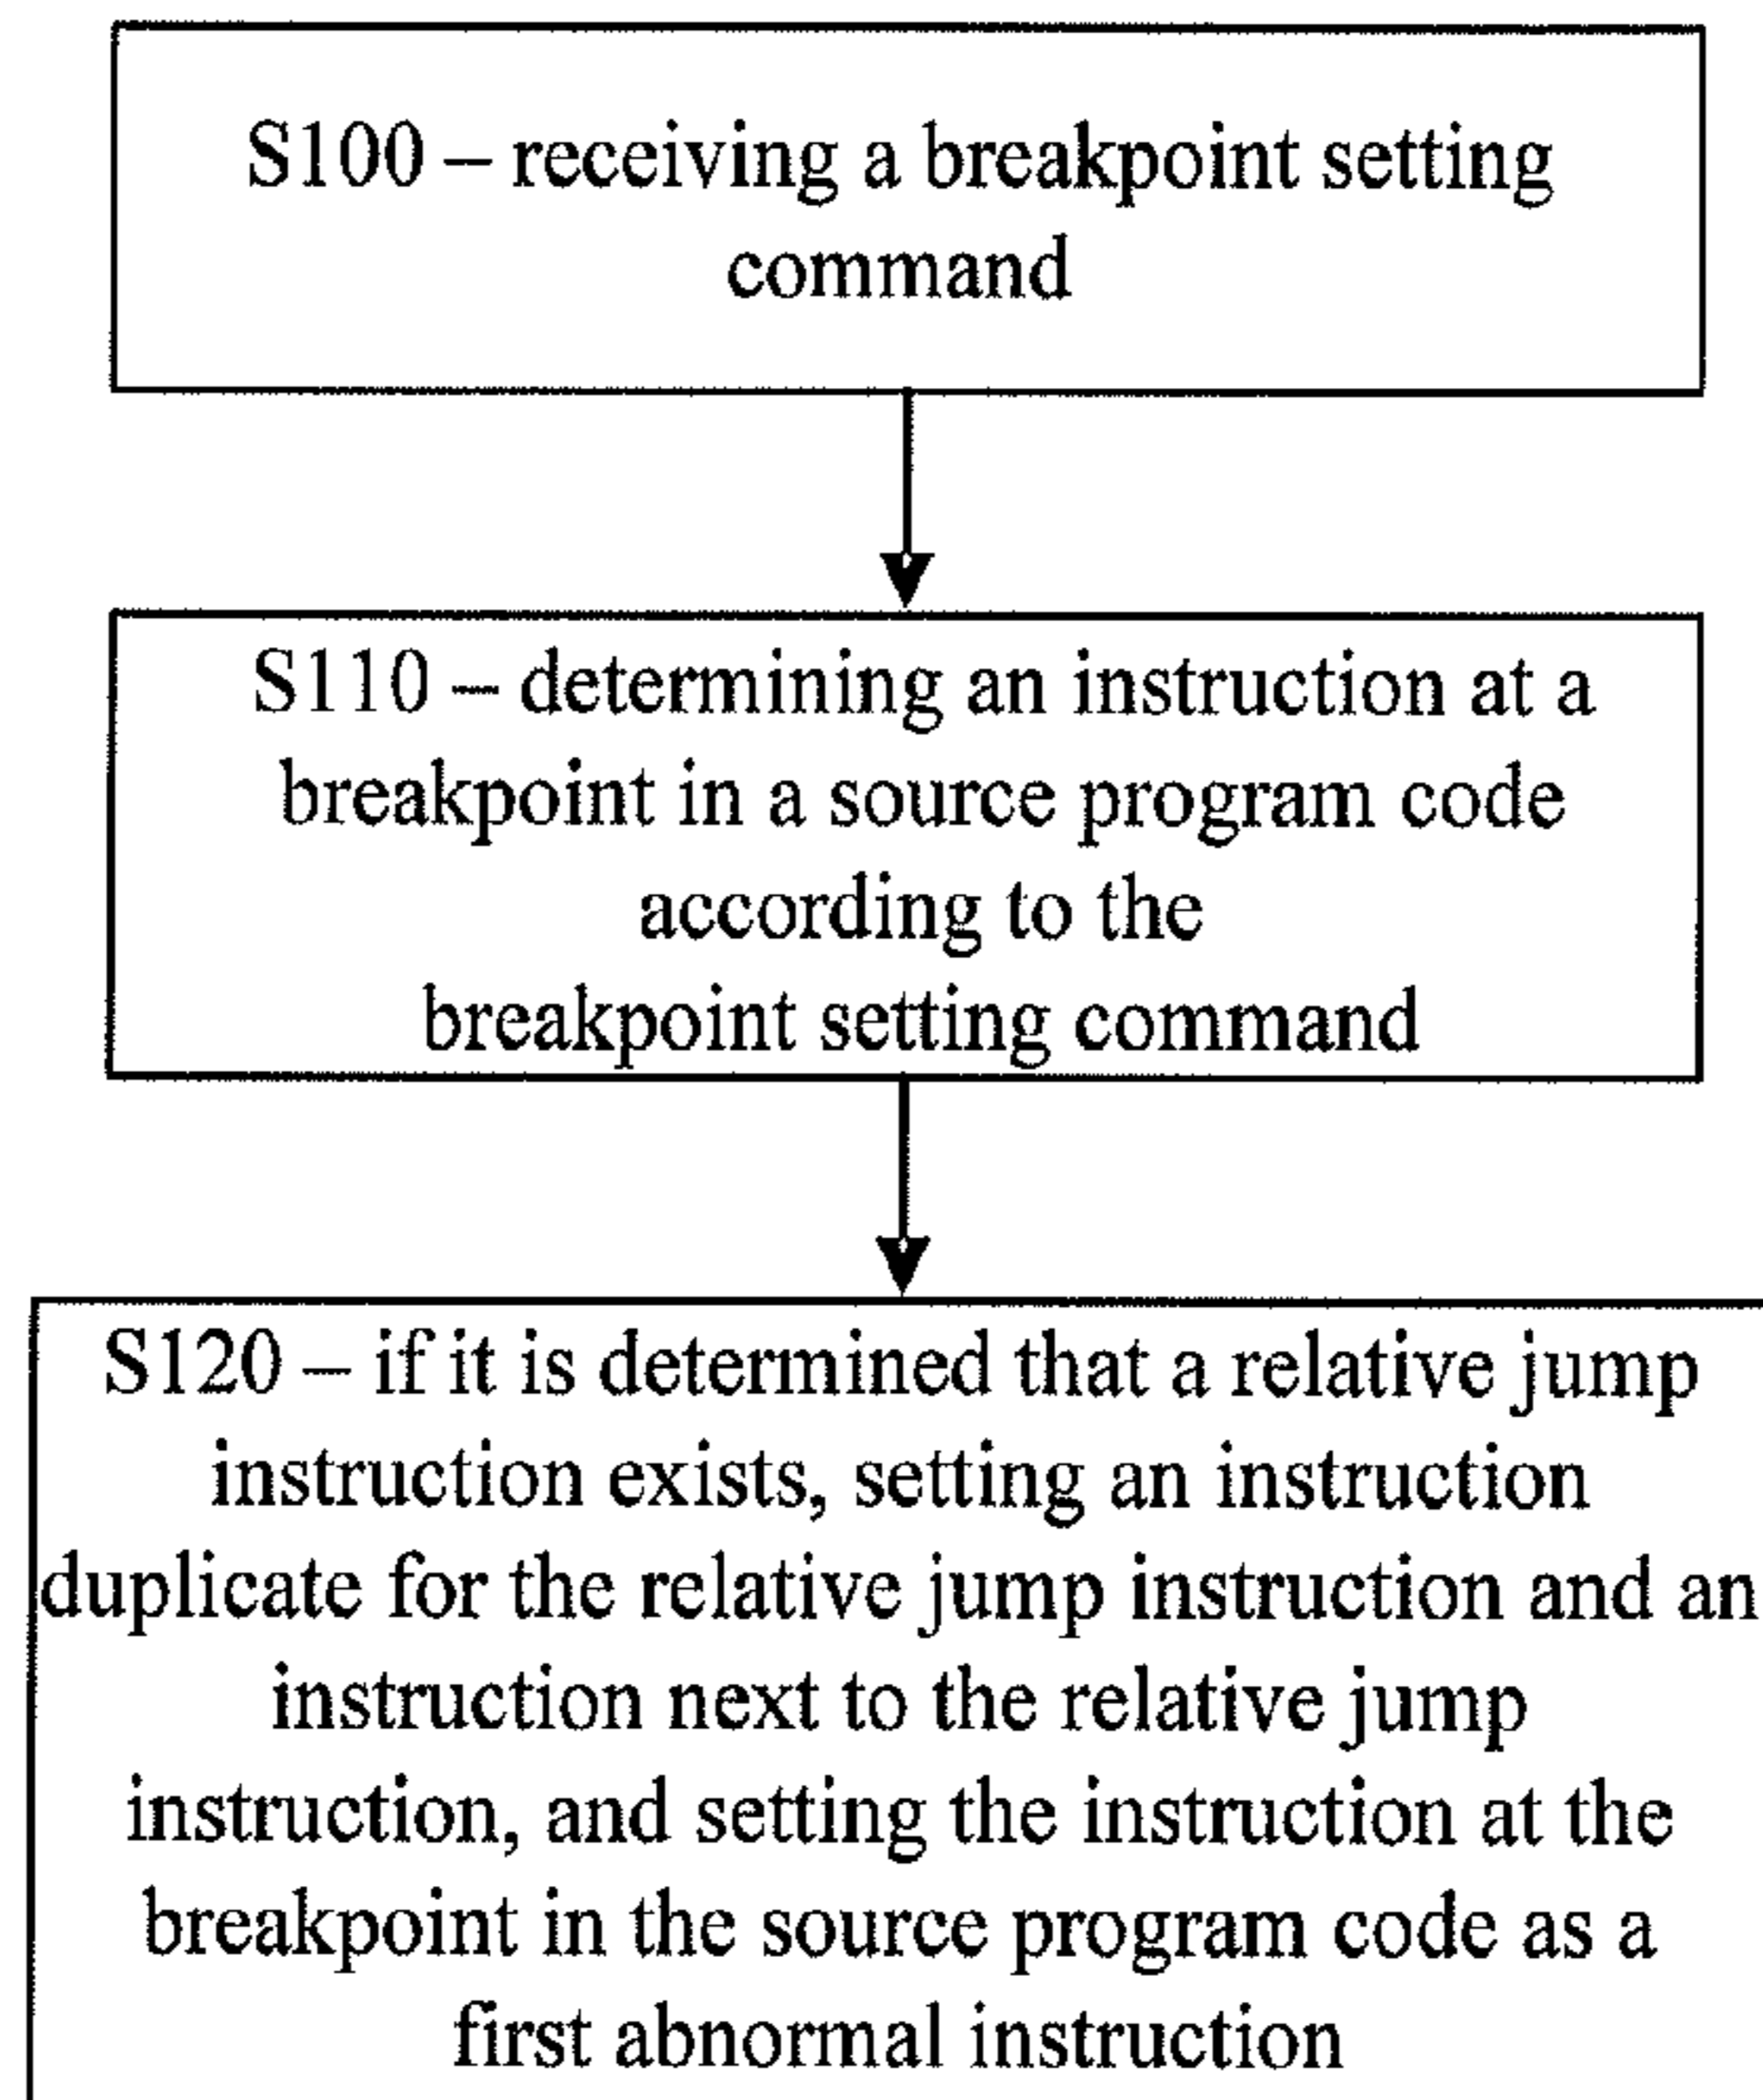 S100 – receiving a breakpoint setting
command
S110 – determining an instruction at a
breakpoint in a source program code
according to the
breakpoint setting command
S120 – if it is determined that a relative jump
instruction exists, setting an instruction
duplicate for the relative jump instruction and an
instruction next to the relative jump
instruction, and setting the instruction at the
breakpoint in the source program code as a
first abnormal instruction